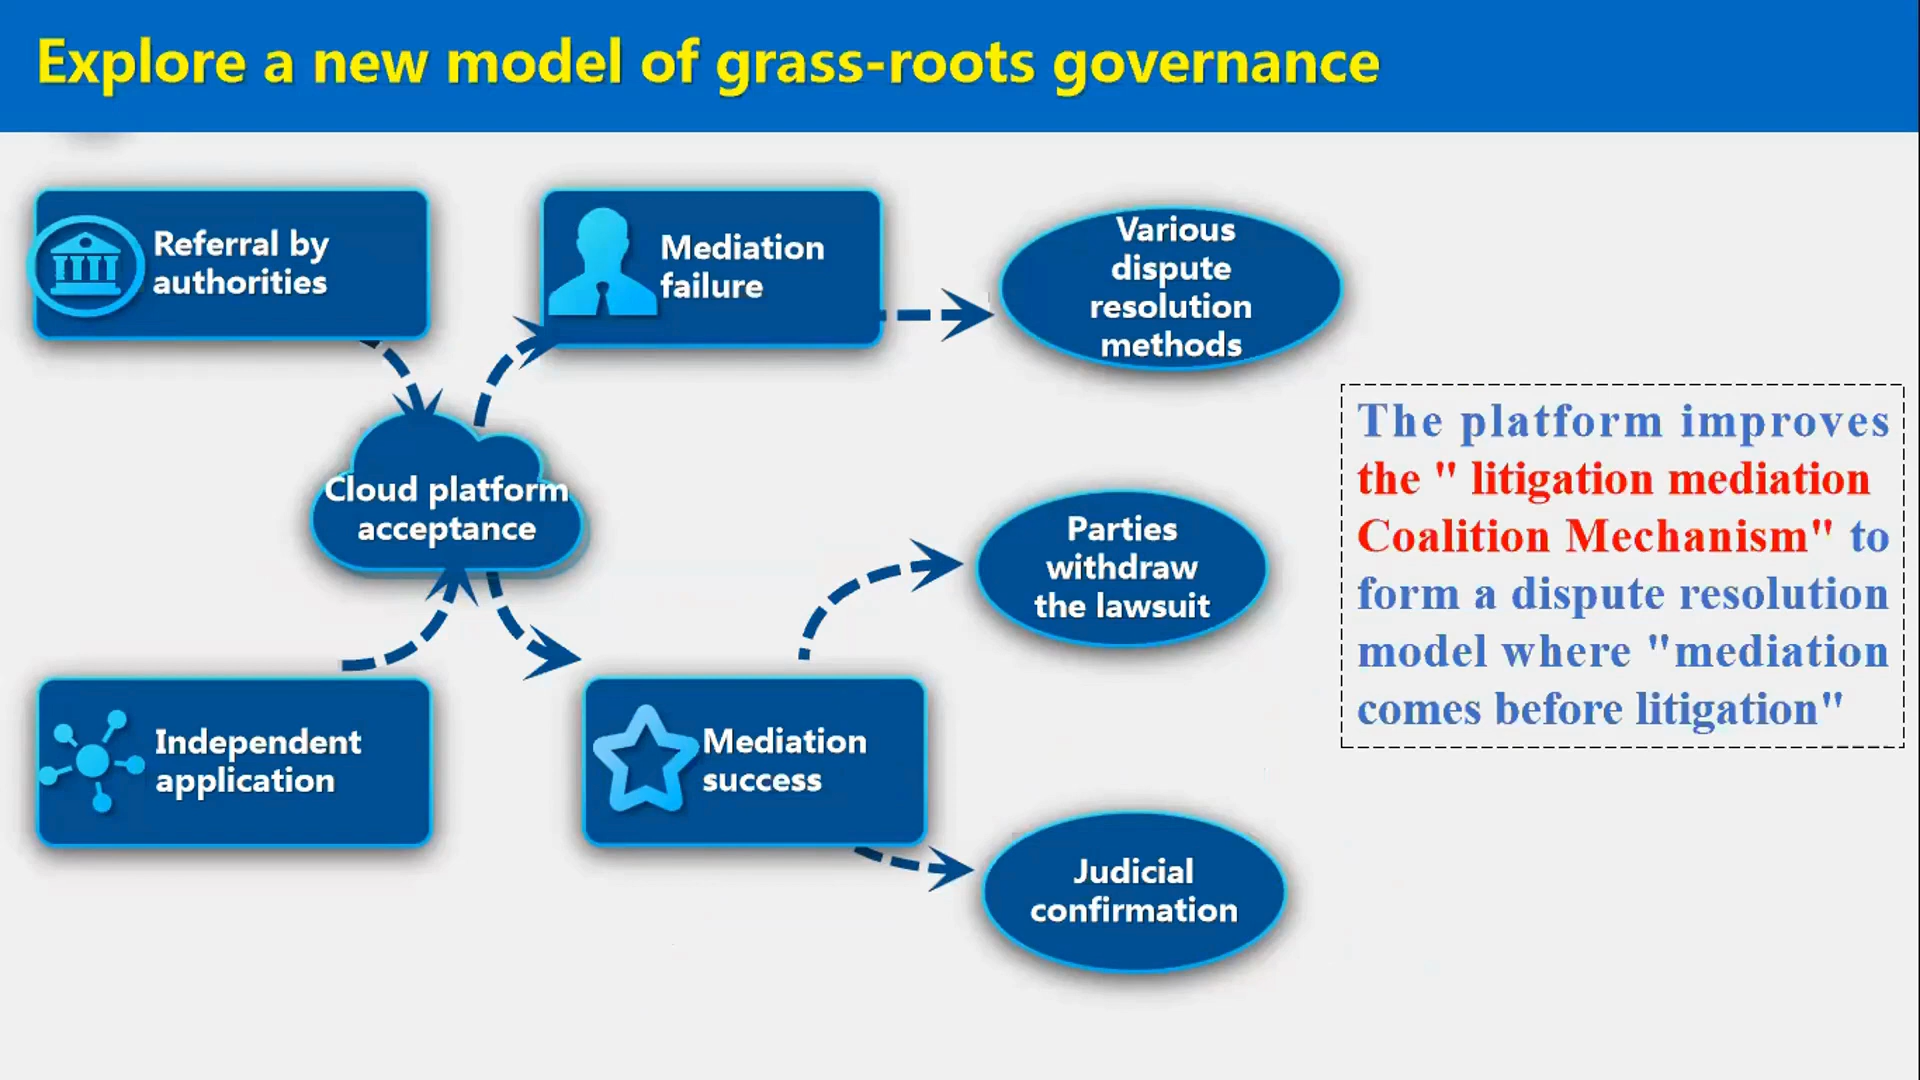 Explore a new model of grass-roots governance
Referral by
authorities
Mediation
failure
Various
dispute
resolution
methods
Cloud platform
acceptance
Parties
withdraw
the lawsuit
Independent
application
Mediation
success
Judicial
confirmation
The platform improves
the " litigation mediation
Coalition Mechanism" to
form a dispute resolution
model where "mediation
comes before litigation"